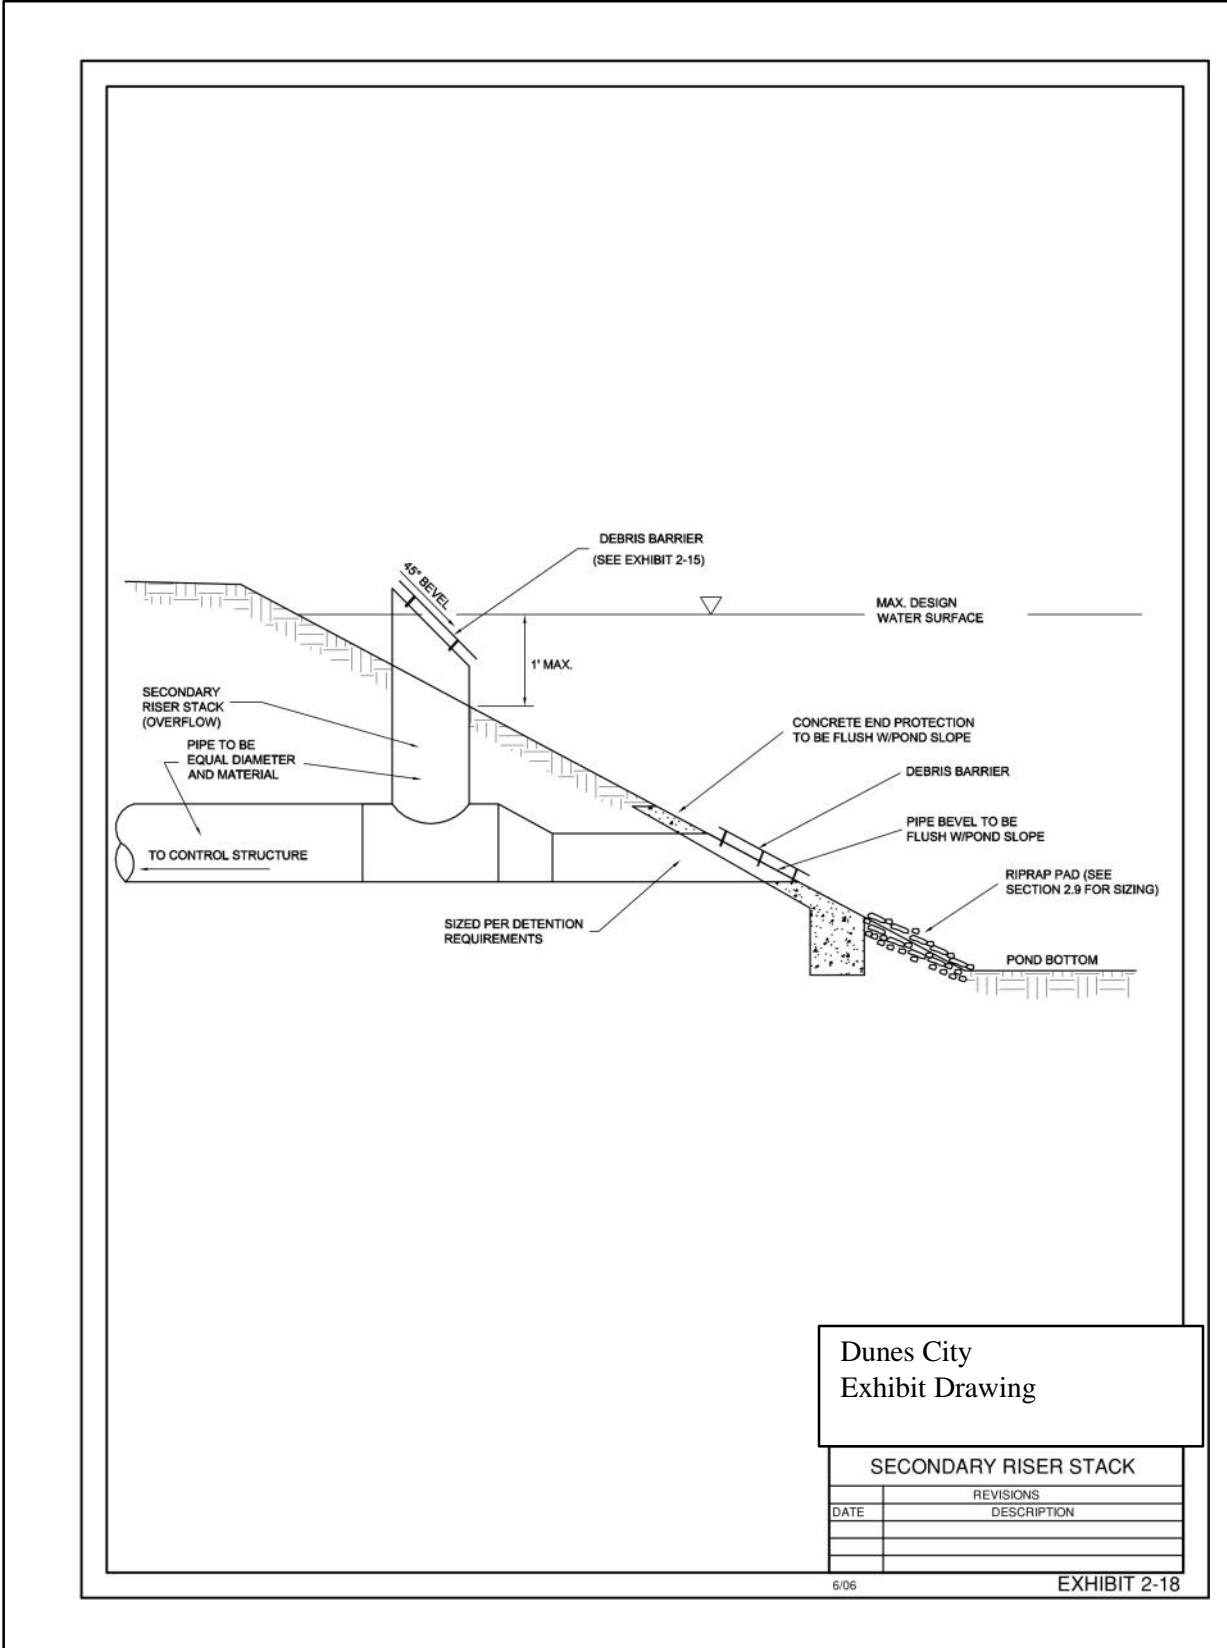 DEBRIS BARRIER
(SEE EXHIBIT 2-15)
45° BEVEL
MAX. DESIGN
WATER SURFACE
1' MAX.
SECONDARY
RISER STACK
(OVERFLOW)
PIPE TO BE
EQUAL DIAMETER
AND MATERIAL
CONCRETE END PROTECTION
TO BE FLUSH W/POND SLOPE
DEBRIS BARRIER
PIPE BEVEL TO BE
FLUSH W/POND SLOPE
TO CONTROL STRUCTURE
RIPRAP PAD (SEE
SECTION 2.9 FOR SIZING)
SIZED PER DETENTION
REQUIREMENTS
POND BOTTOM
Dunes City
Exhibit Drawing
SECONDARY RISER STACK
REVISIONS
DATE DESCRIPTION
6/06 EXHIBIT 2-18